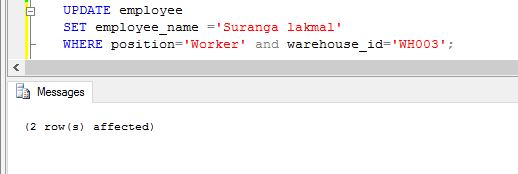 UPDATE employee
SET employee_name ='Suranga lakmal'
WHERE position='Worker' and warehouse_id='WH003';
Messages
(2 row(s) affected)